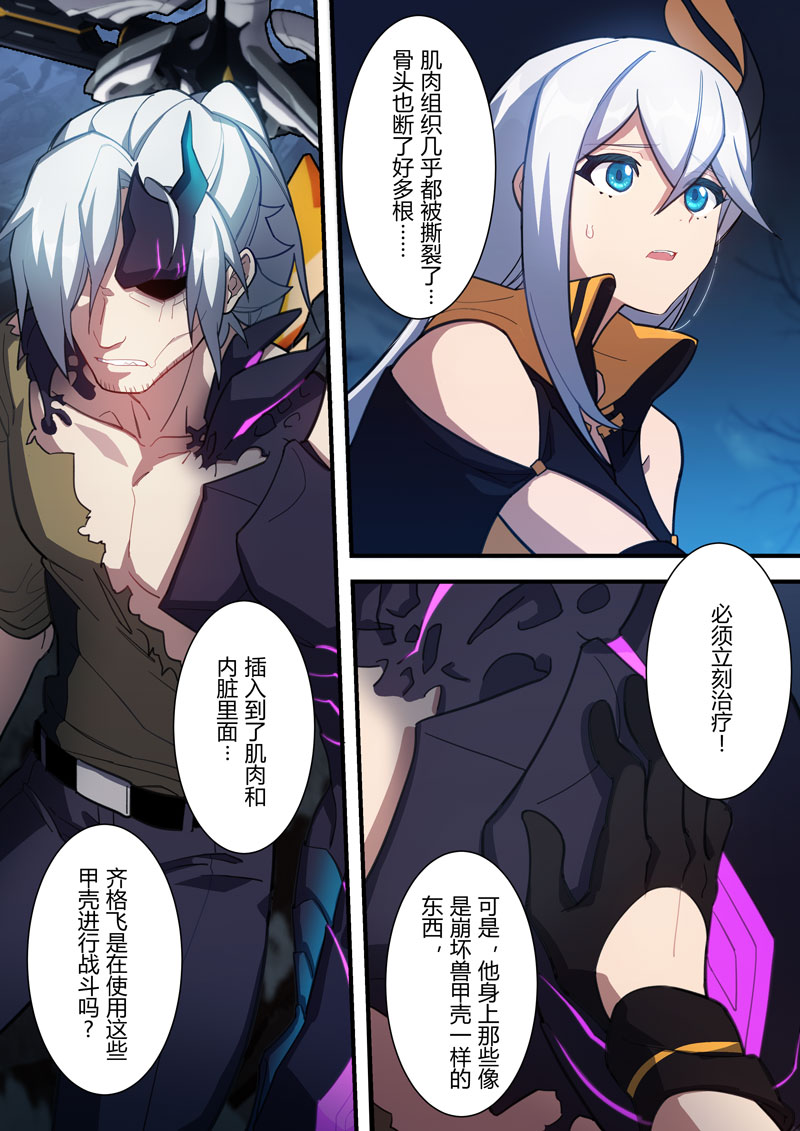 肌肉组织几乎都被撕裂了…
骨头也断了好多根……
必须立刻治疗！
可是，他身上那些像
是崩坏兽甲壳一样的
东西，
插入到了肌肉和
内脏里面…
齐格飞是在使用这些
甲壳进行战斗吗？